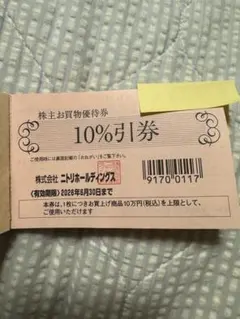 株主お買物優待券
10%引券
ご使用時には裏面記載の「おねがい」をご覧下さい。
株式会社 ニトリホールディングス
〈有効期限〉2026年6月30日まで
9170 0117
本券は、1枚につきお買上げ商品10万円(税込)を上限として、
ご使用いただけます